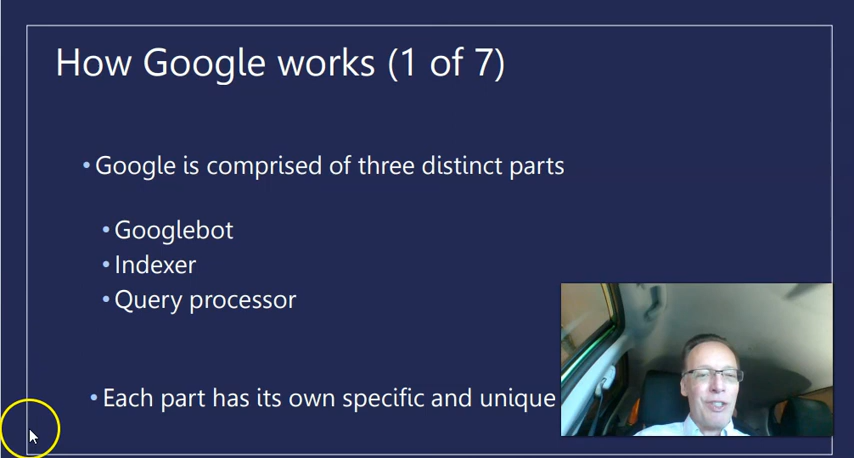 How Google works (1 of 7)
• Google is comprised of three distinct parts
• Googlebot
• Indexer
• Query processor
• Each part has its own specific and unique